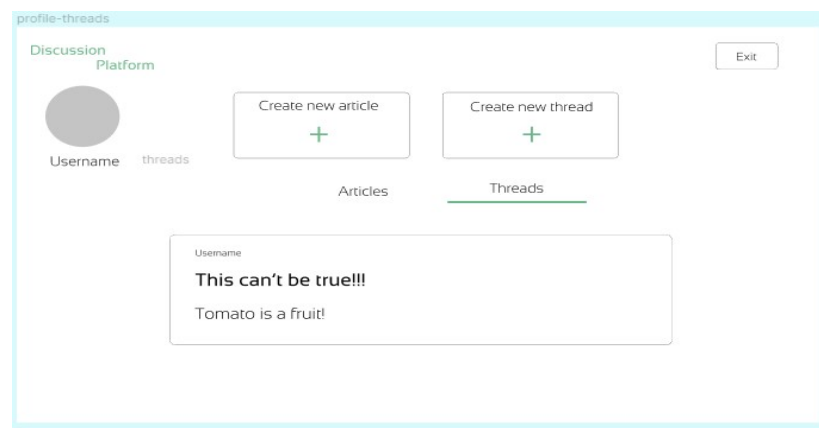 profile-threads
Discussion
Platform
Exit
Create new article
+
Create new thread
+
Username
threads
Articles
Threads
Username
This can't be true!!!
Tomato is a fruit!